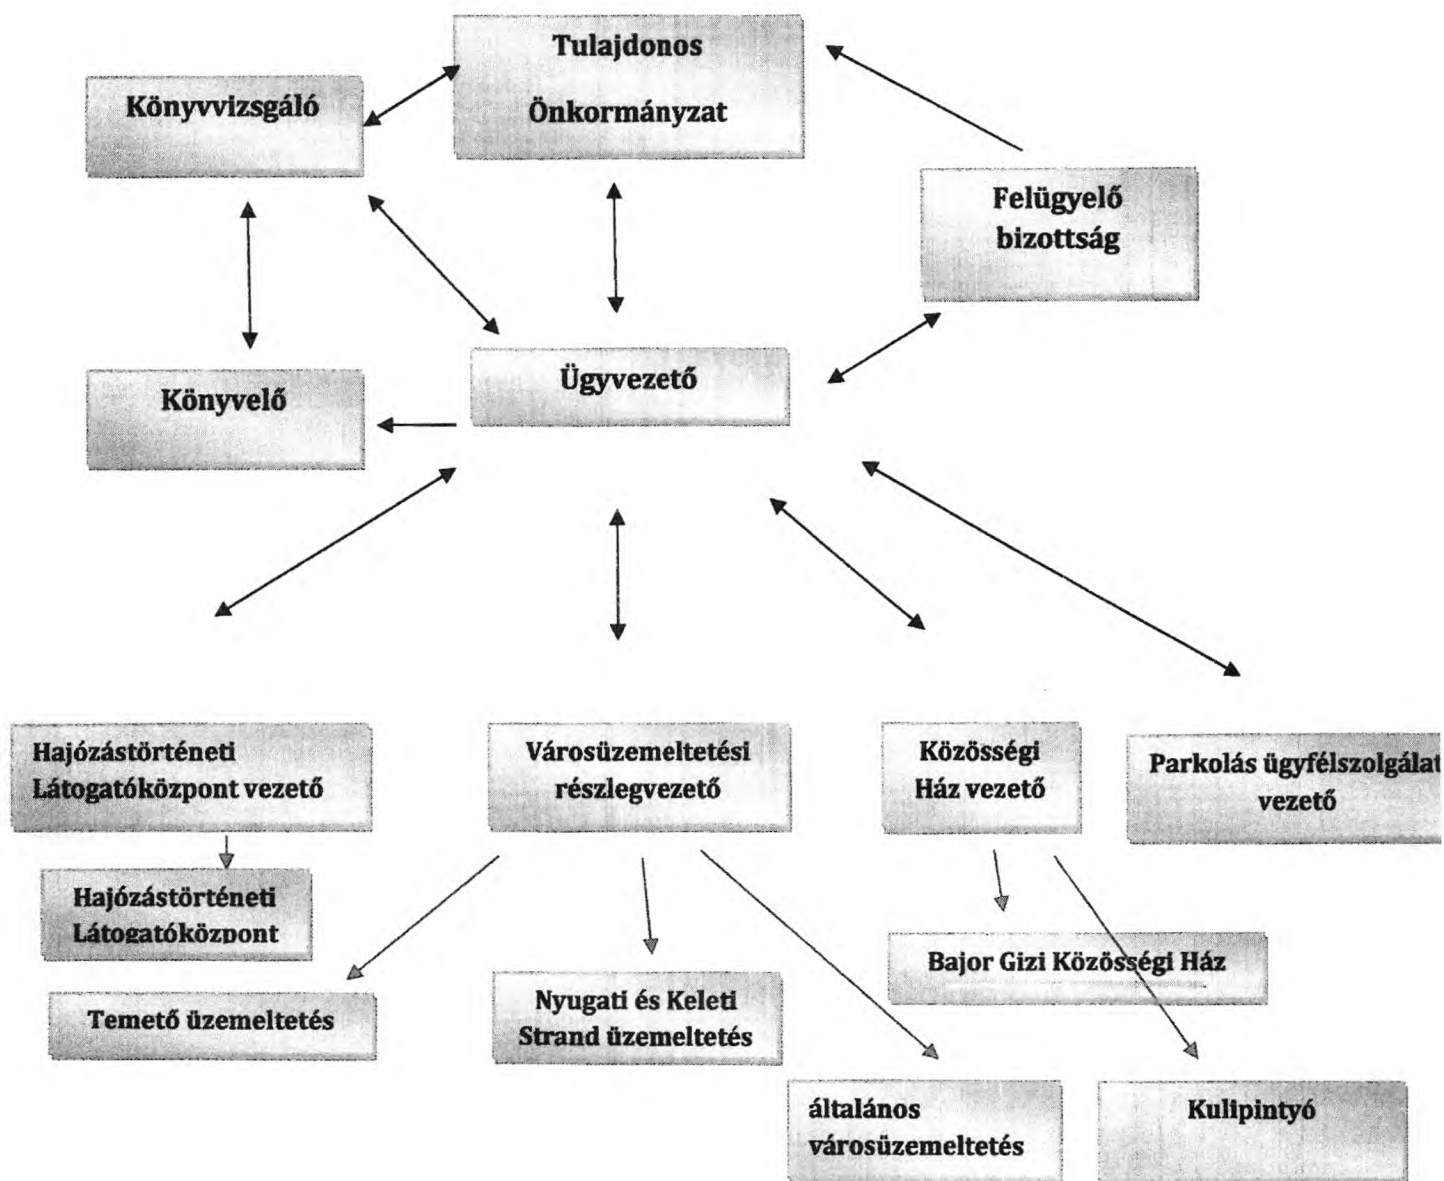 Tulajdonos
Önkormányzat
Könyvvizsgáló
Felügyelő
bizottság
Ügyvezető
Könyvelő
Hajózástörténeti
Látogatóközpont vezető
Városüzemeltetési
részlegvezető
Közösségi
Ház vezető
Parkolás ügyfélszolgálat
vezető
Hajózástörténeti
Látogatóközpont
Bajor Gizi Közösségi Ház
Temető üzemeltetés
Nyugati és Keleti
Strand üzemeltetés
általános
városüzemeltetés
Kulipintyó